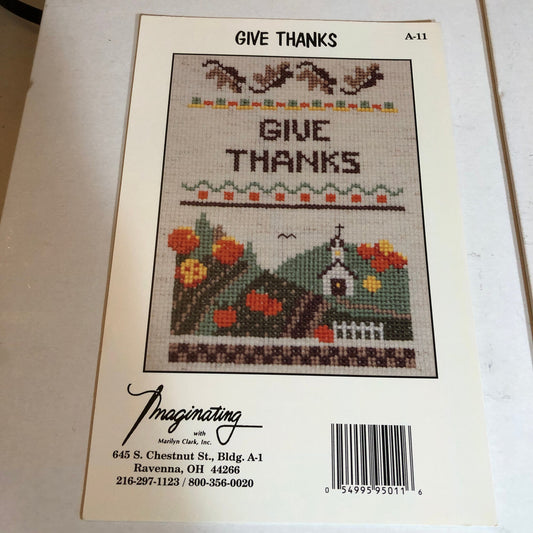 GIVE THANKS
A-11
GIVE
THANKS
Imaginating
with
Marilyn Clark, Inc.
645 S. Chestnut St., Bldg. A-1
Ravenna, OH 44266
216-297-1123 / 800-356-0020
0 54995 95011 6